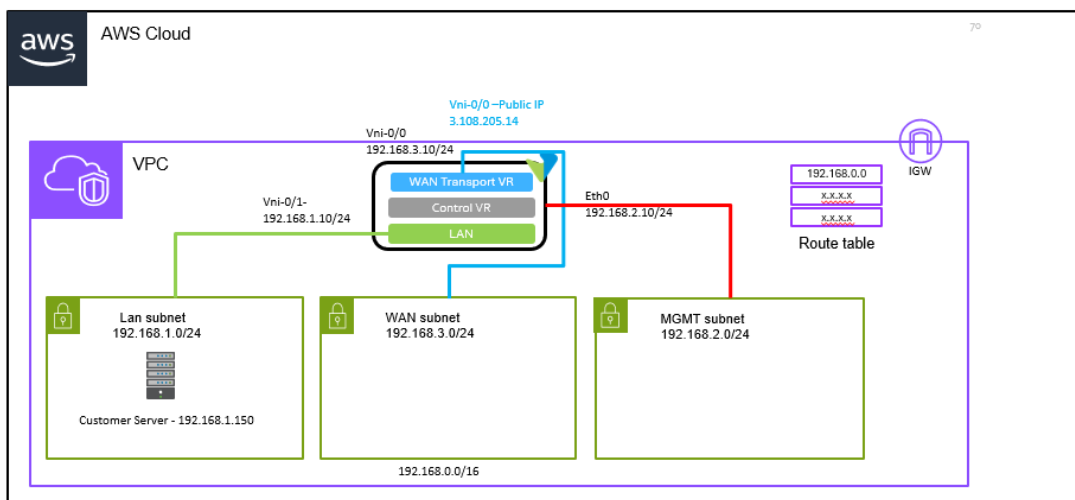 aws
AWS Cloud
70
Vni-0/0 –Public IP
3.108.205.14
Vni-0/0
192.168.3.10/24
IGW
VPC
WAN Transport VR
Control VR
LAN
Vni-0/1-
192.168.1.10/24
Eth0
192.168.2.10/24
192.168.0.0
x.x.x.x
x.x.x.x
Route table
Lan subnet
192.168.1.0/24
Customer Server - 192.168.1.150
WAN subnet
192.168.3.0/24
MGMT subnet
192.168.2.0/24
192.168.0.0/16